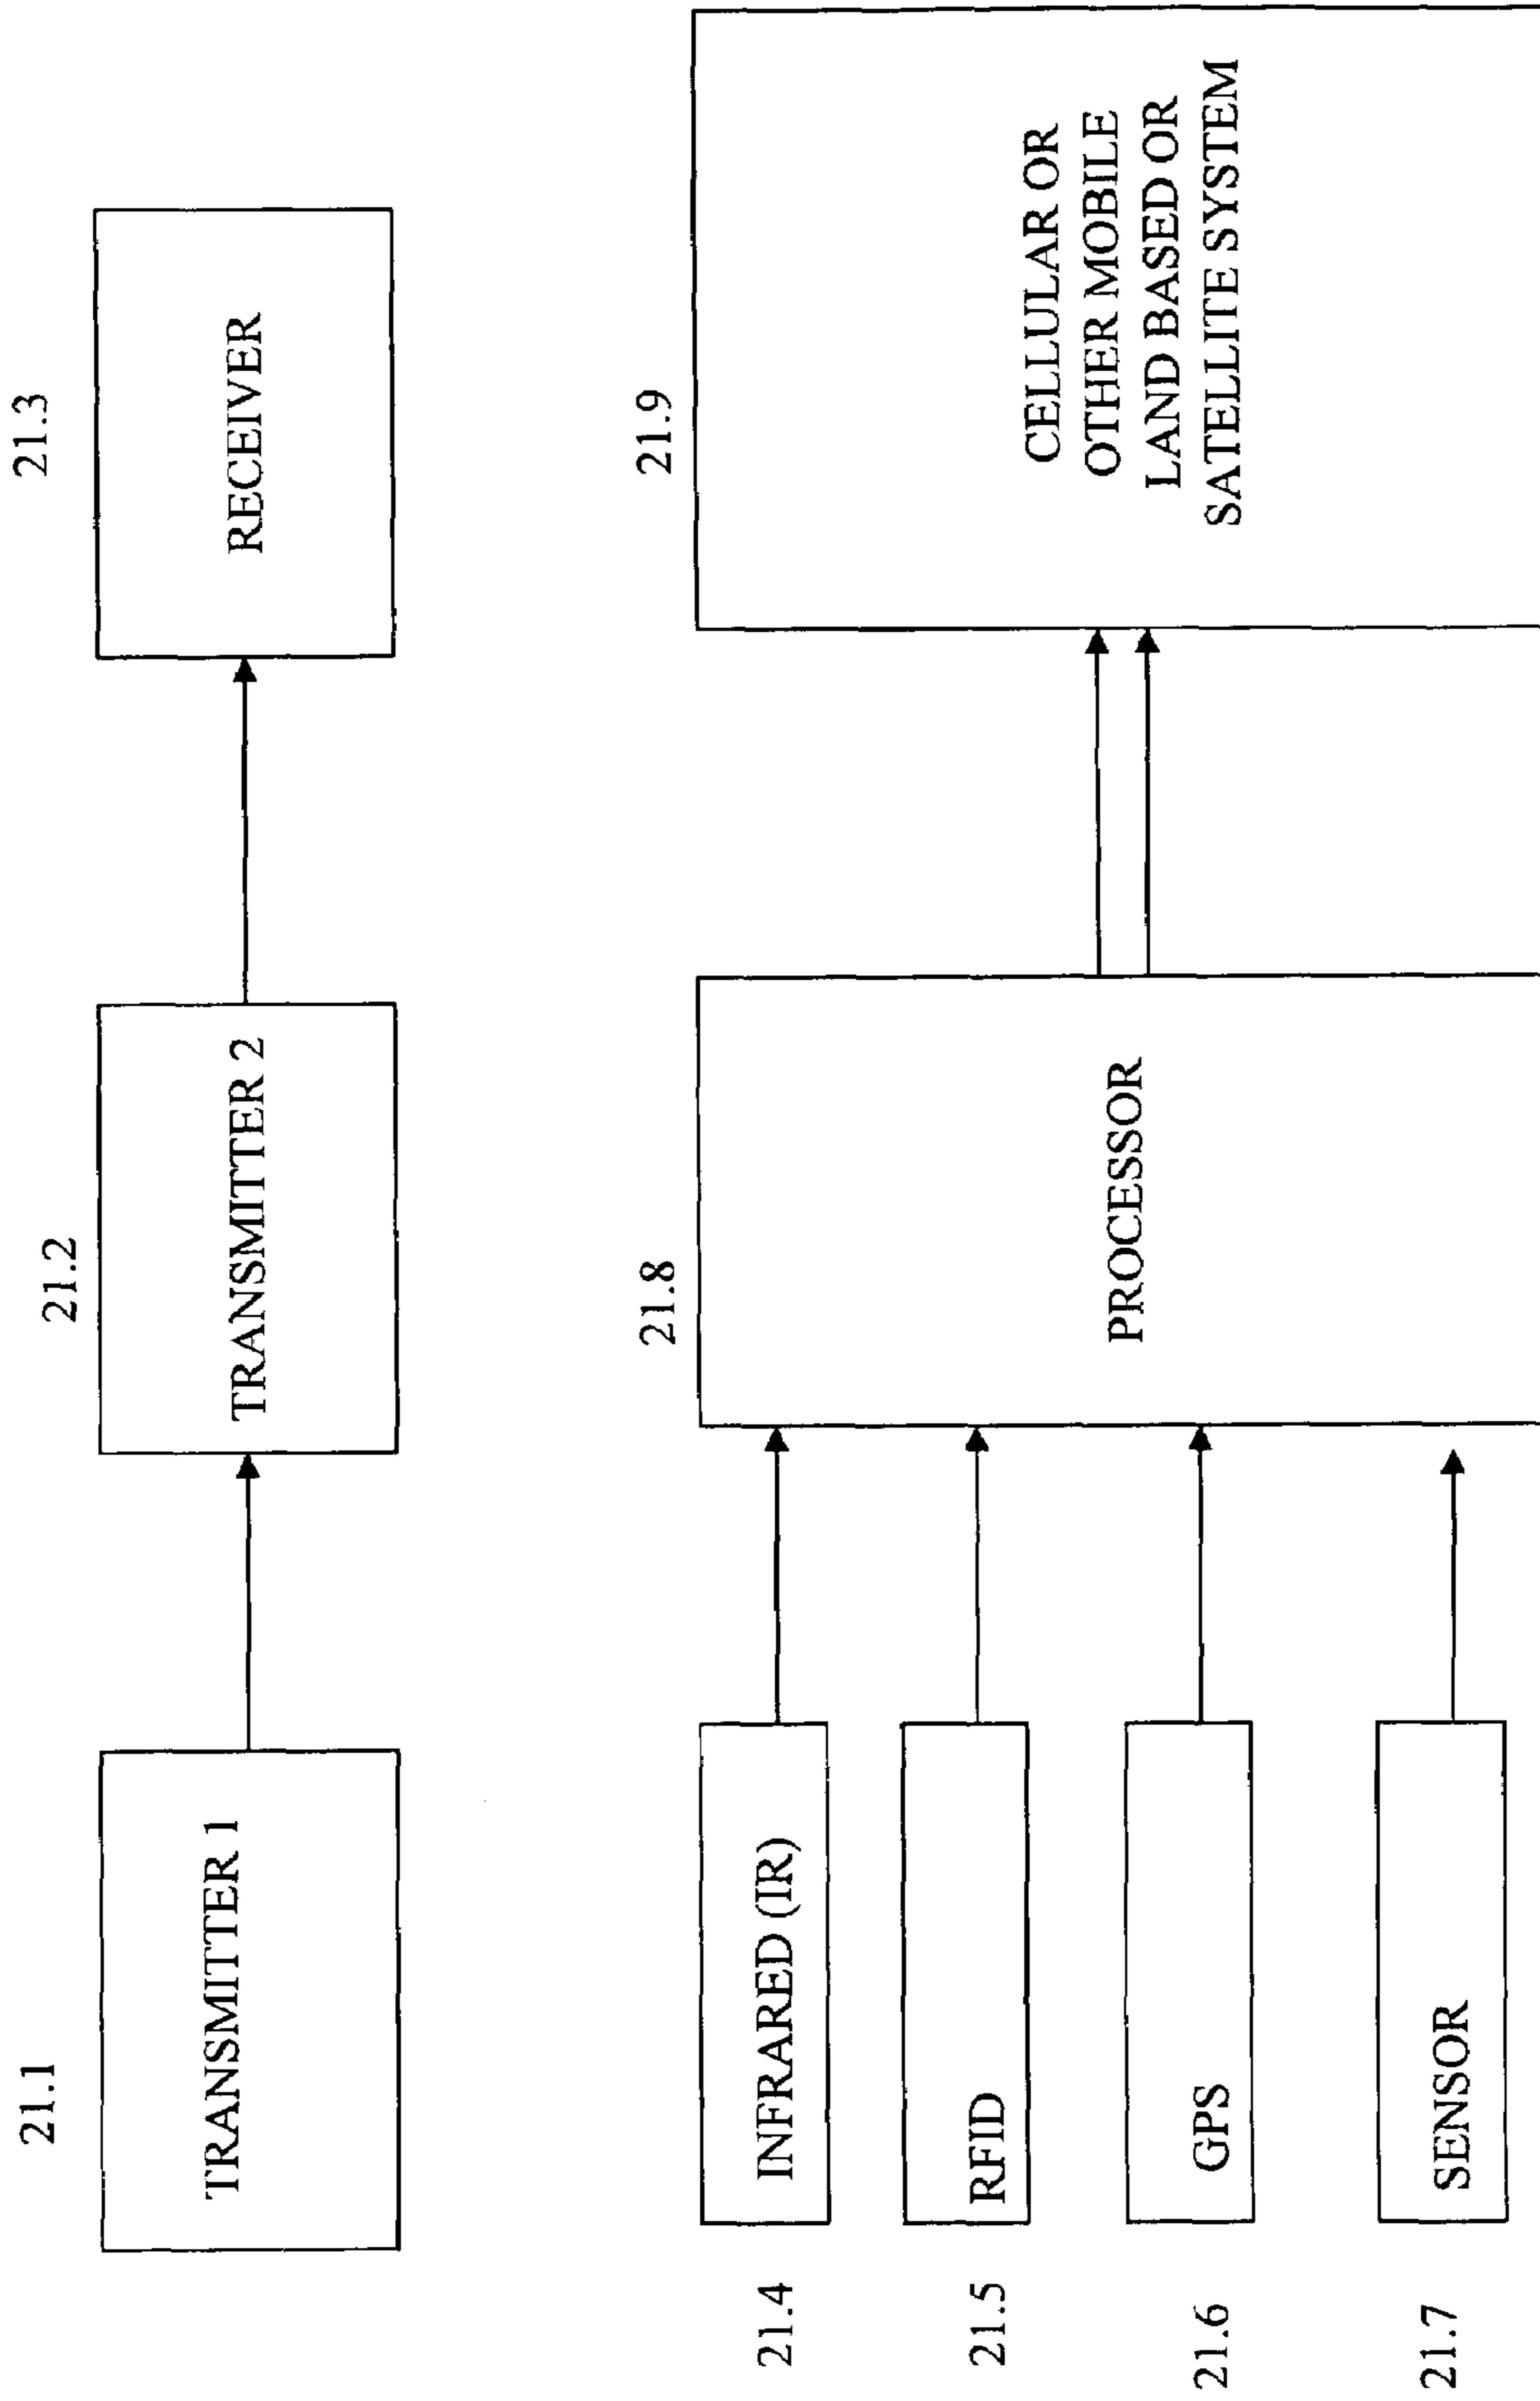 21.1
21.2
21.3
TRANSMITTER 1
TRANSMITTER 2
RECEIVER
21.8
21.9
21.4
INFRARED (IR)
21.5
RFID
21.6
GPS
21.7
SENSOR
PROCESSOR
CELLULAR OR
OTHER MOBILE
LAND BASED OR
SATELLITE SYSTEM